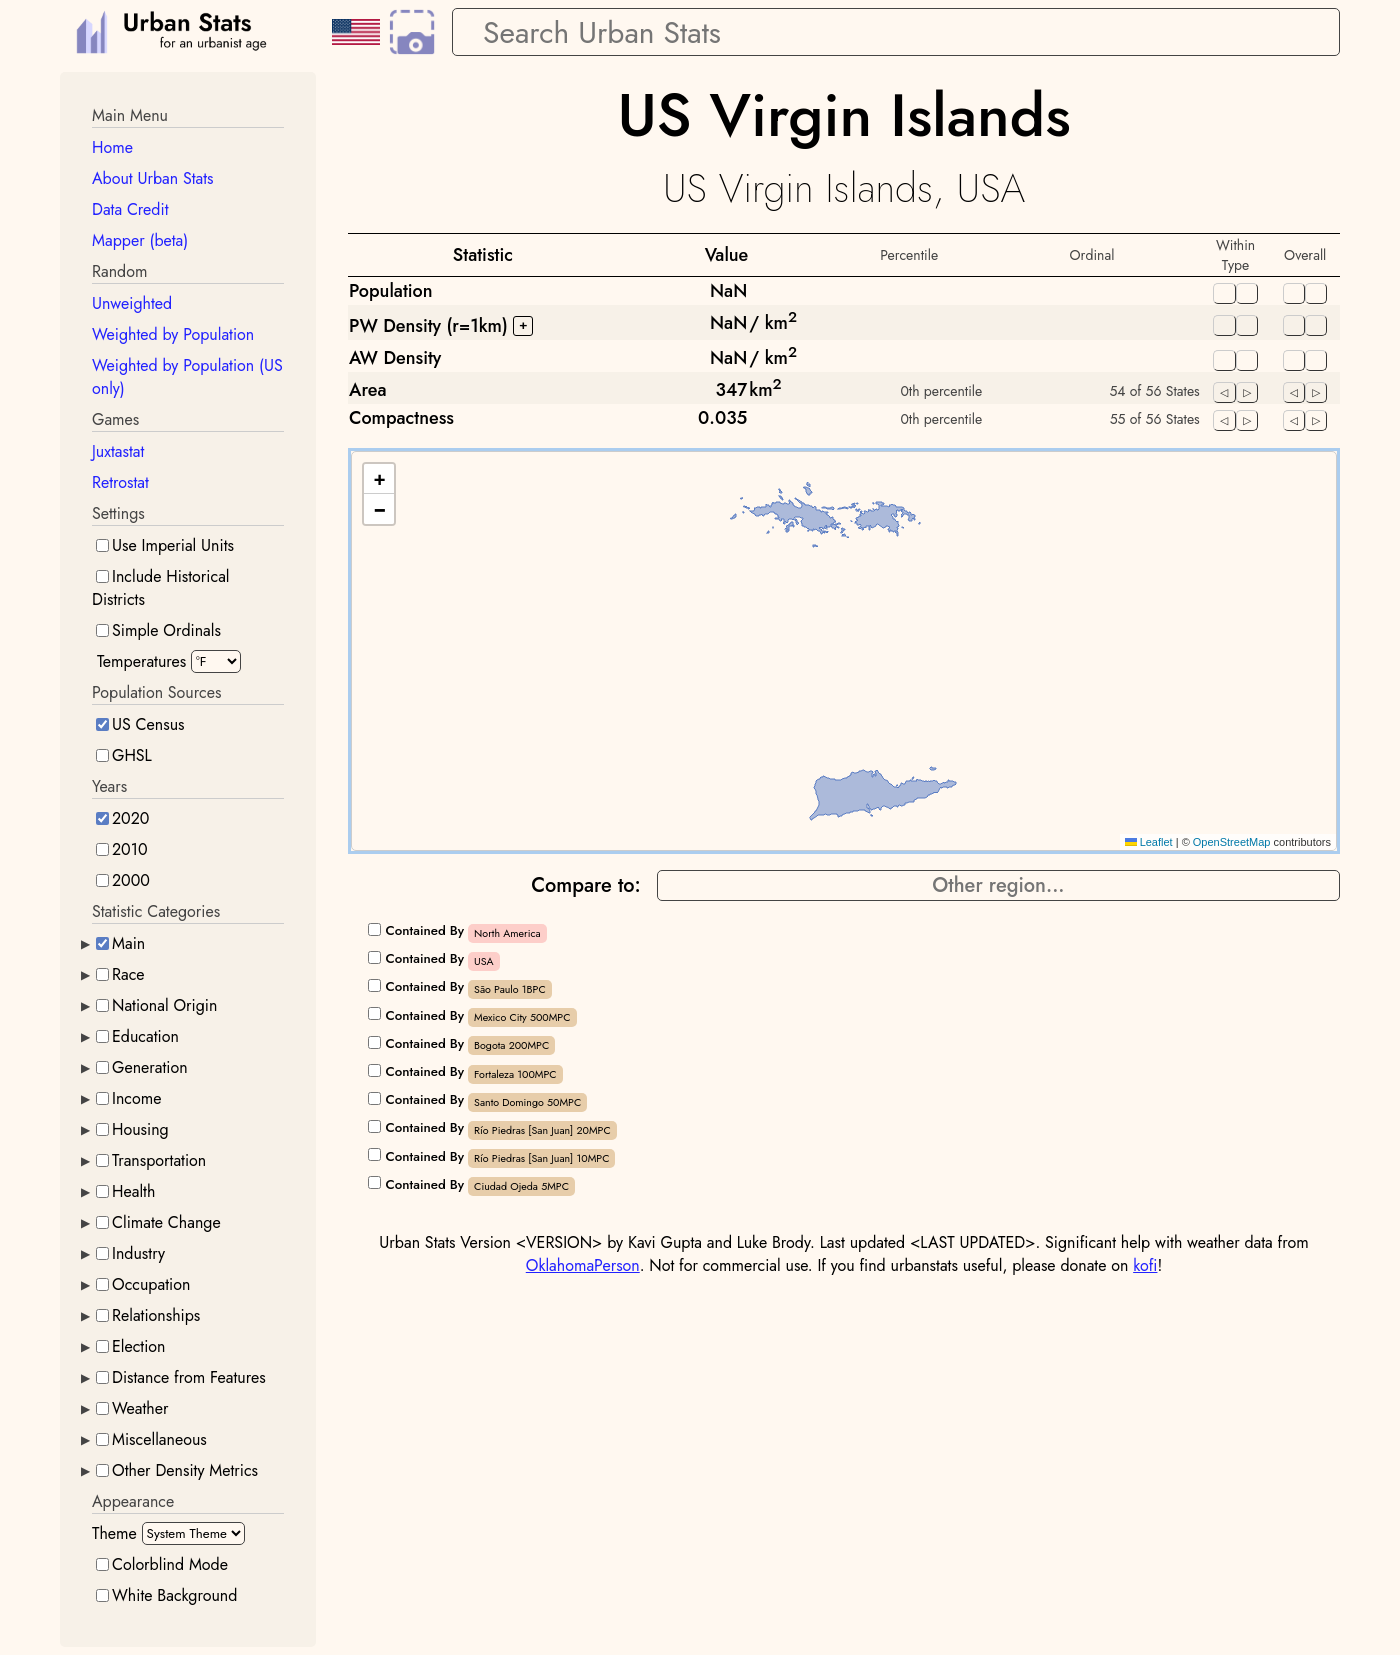 Urban Stats
for an urbanist age
Search Urban Stats
Main Menu
Home
About Urban Stats
Data Credit
Mapper (beta)
Random
Unweighted
Weighted by Population
Weighted by Population (US
only)
Games
Juxtastat
Retrostat
Settings
Use Imperial Units
Include Historical
Districts
Simple Ordinals
Temperatures °F
Population Sources
US Census
GHSL
Years
2020
2010
2000
Statistic Categories
Main
Race
National Origin
Education
Generation
Income
Housing
Transportation
Health
Climate Change
Industry
Occupation
Relationships
Election
Distance from Features
Weather
Miscellaneous
Other Density Metrics
Appearance
Theme System Theme
Colorblind Mode
White Background
US Virgin Islands
US Virgin Islands, USA
Statistic Value Percentile Ordinal Within Type Overall
Population NaN
PW Density (r=1km) + NaN / km²
AW Density NaN / km²
Area 347 km² 0th percentile 54 of 56 States
Compactness 0.035 0th percentile 55 of 56 States
+
−
Leaflet | © OpenStreetMap contributors
Compare to: Other region...
Contained By North America
Contained By USA
Contained By São Paulo 1BPC
Contained By Mexico City 500MPC
Contained By Bogota 200MPC
Contained By Fortaleza 100MPC
Contained By Santo Domingo 50MPC
Contained By Río Piedras [San Juan] 20MPC
Contained By Río Piedras [San Juan] 10MPC
Contained By Ciudad Ojeda 5MPC
Urban Stats Version <VERSION> by Kavi Gupta and Luke Brody. Last updated <LAST UPDATED>. Significant help with weather data from
OklahomaPerson. Not for commercial use. If you find urbanstats useful, please donate on kofi!